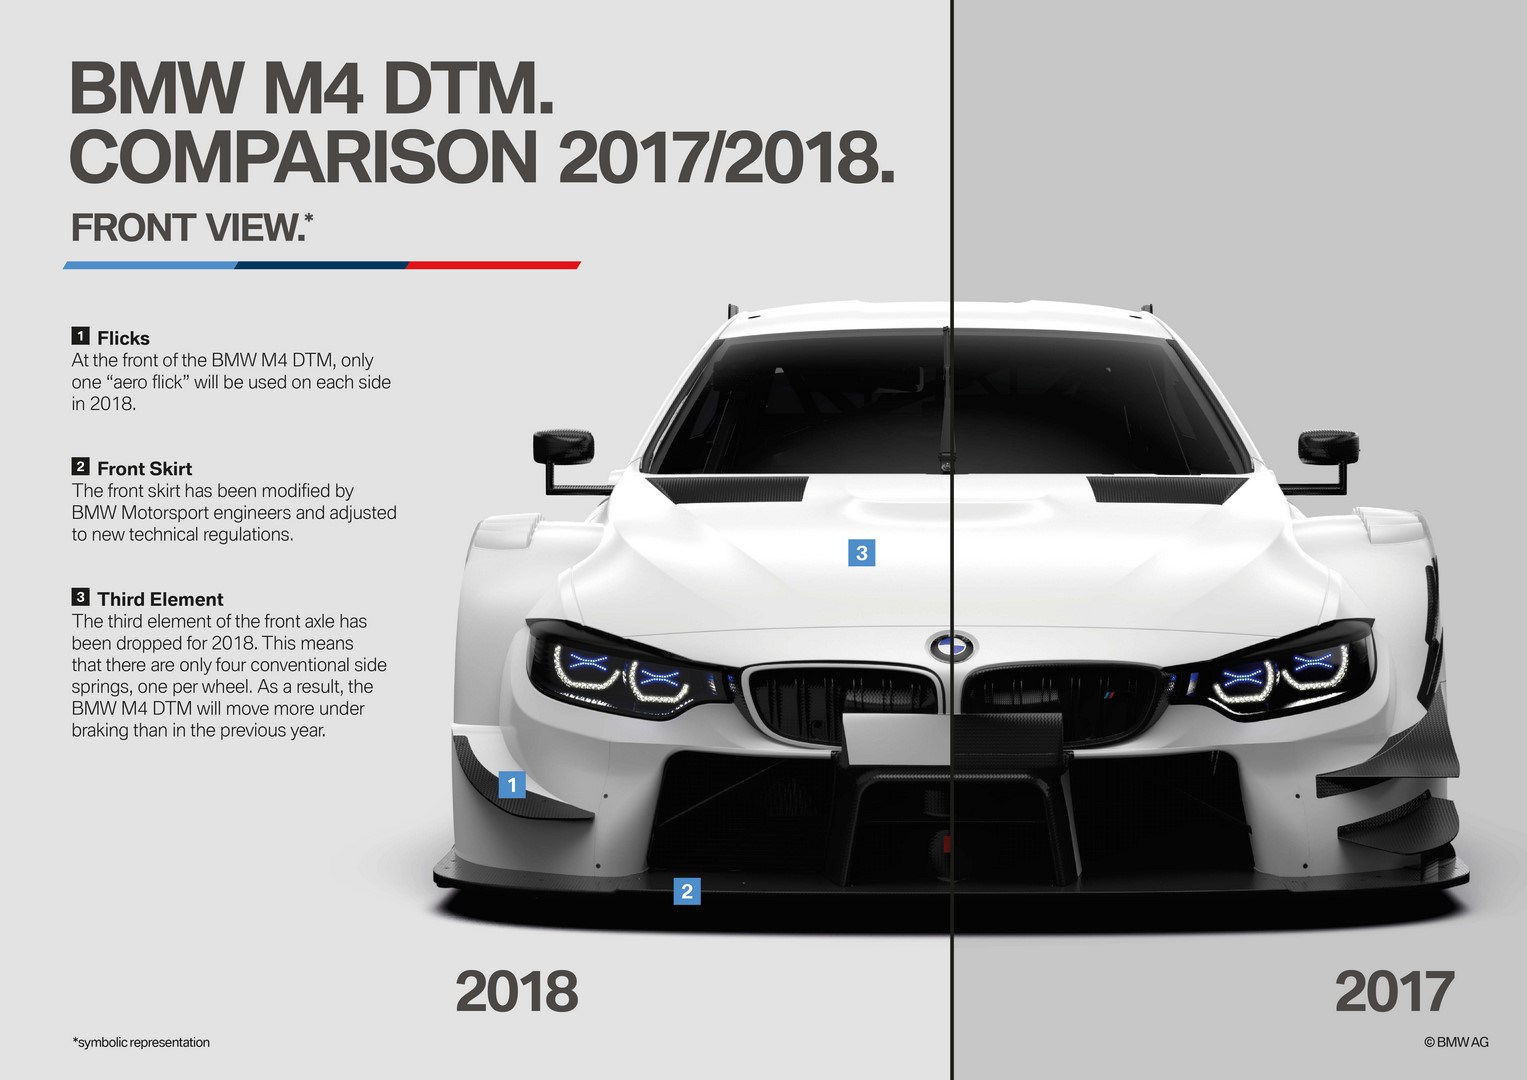 BMW M4 DTM.
COMPARISON 2017/2018.
FRONT VIEW.*
1 Flicks
At the front of the BMW M4 DTM, only
one “aero flick” will be used on each side
in 2018.
2 Front Skirt
The front skirt has been modified by
BMW Motorsport engineers and adjusted
to new technical regulations.
3 Third Element
The third element of the front axle has
been dropped for 2018. This means
that there are only four conventional side
springs, one per wheel. As a result, the
BMW M4 DTM will move more under
braking than in the previous year.
3
1
2
2018
2017
*symbolic representation
© BMW AG